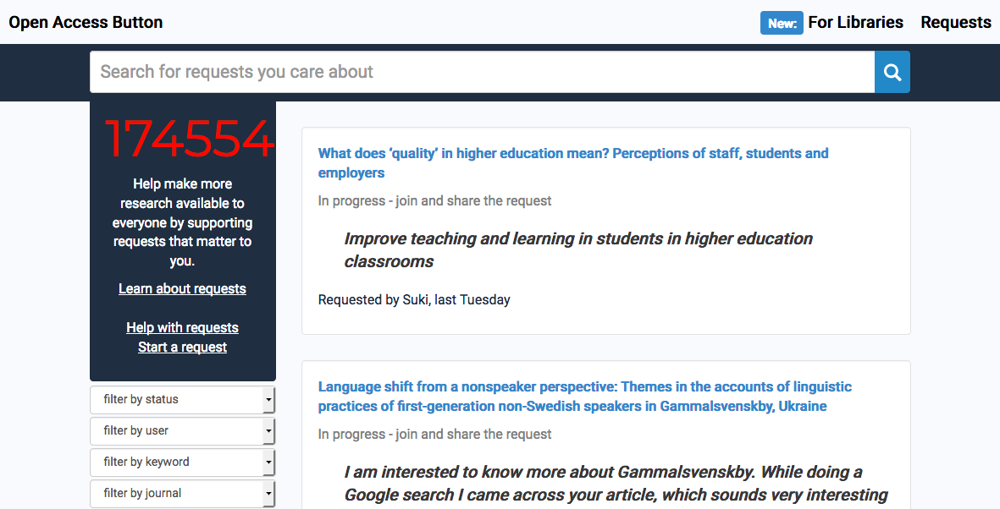 Open Access Button
New: For Libraries Requests
Search for requests you care about
174554
Help make more
research available to
everyone by supporting
requests that matter to
you.
Learn about requests
Help with requests
Start a request
filter by status
filter by user
filter by keyword
filter by journal
What does ‘quality’ in higher education mean? Perceptions of staff, students and
employers
In progress - join and share the request
Improve teaching and learning in students in higher education
classrooms
Requested by Suki, last Tuesday
Language shift from a nonspeaker perspective: Themes in the accounts of linguistic
practices of first-generation non-Swedish speakers in Gammalsvenskby, Ukraine
In progress - join and share the request
I am interested to know more about Gammalsvenskby. While doing a
Google search I came across your article, which sounds very interesting